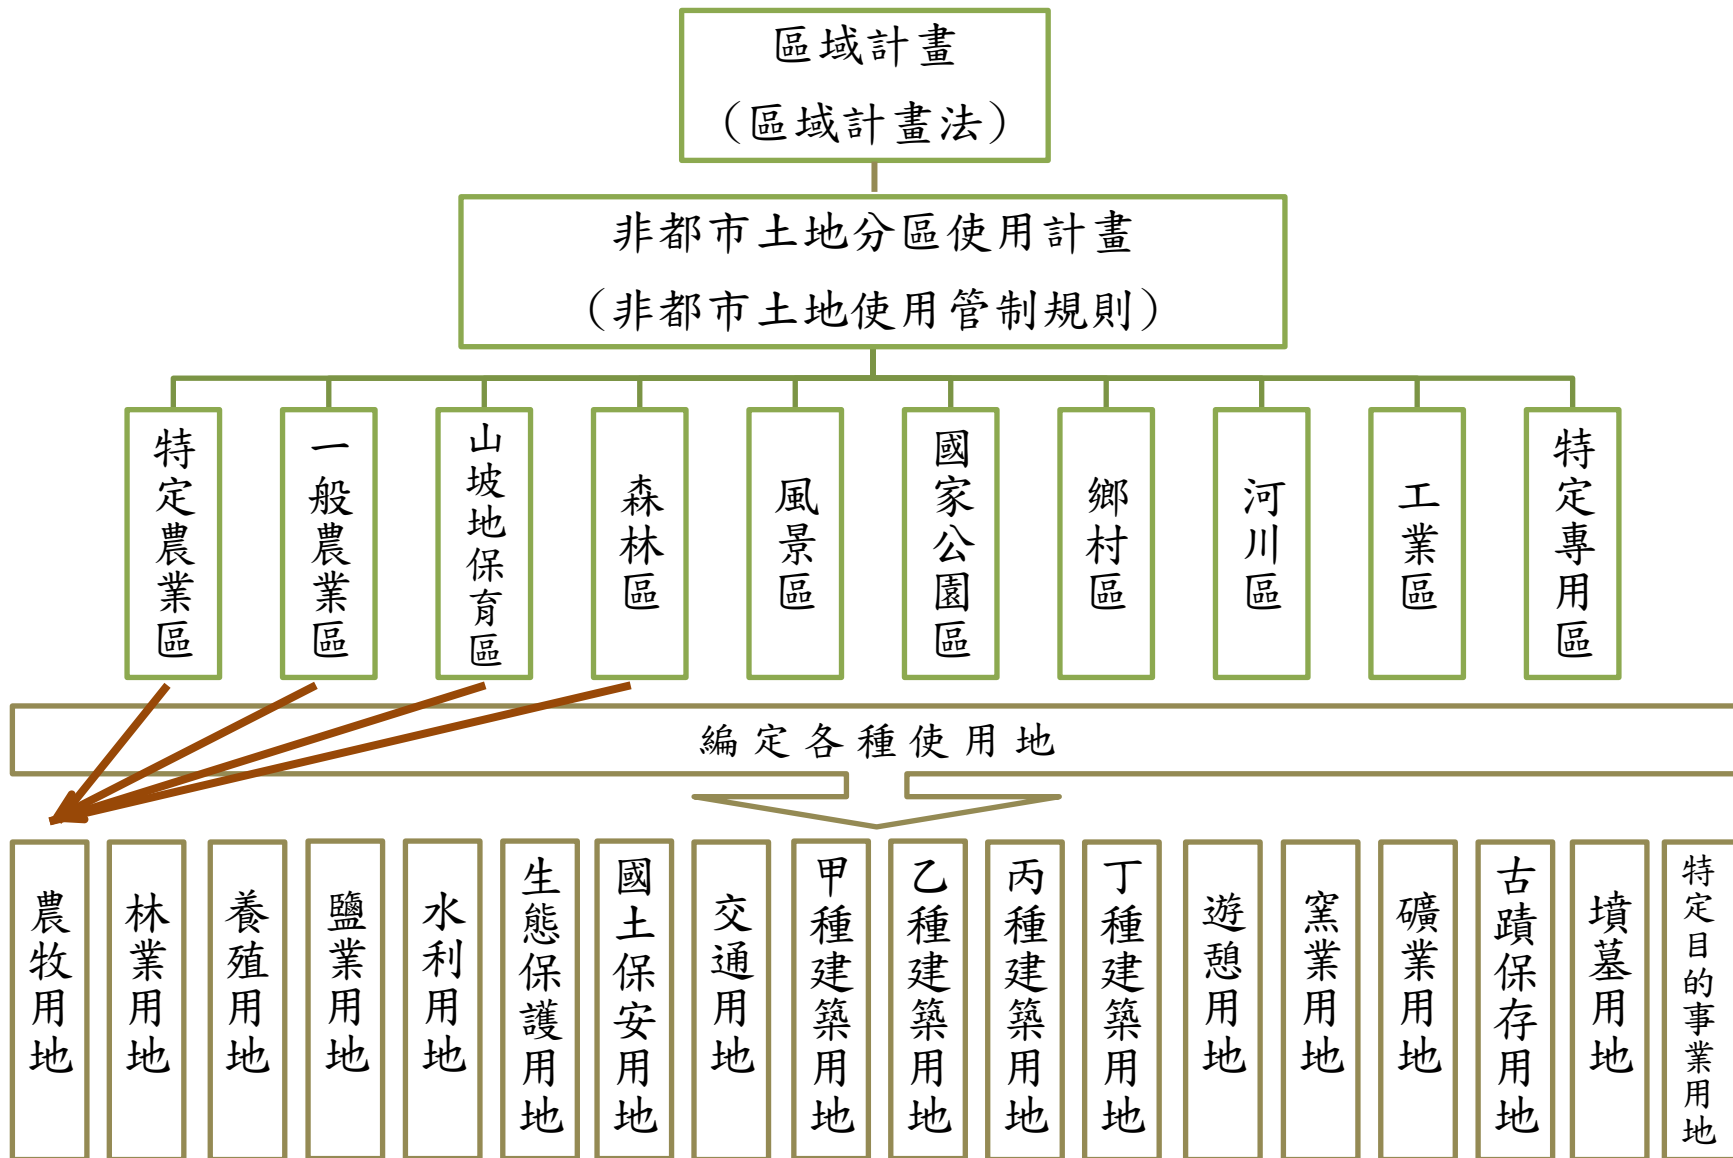 區域計畫
（區域計畫法）
非都市土地分區使用計畫
（非都市土地使用管制規則）
特定農業區
一般農業區
山坡地保育區
森林區
風景區
國家公園區
鄉村區
河川區
工業區
特定專用區
編定各種使用地
農牧用地
林業用地
養殖用地
鹽業用地
水利用地
生態保護用地
國土保安用地
交通用地
甲種建築用地
乙種建築用地
丙種建築用地
丁種建築用地
遊憩用地
窯業用地
礦業用地
古蹟保存用地
墳墓用地
特定目的事業用地